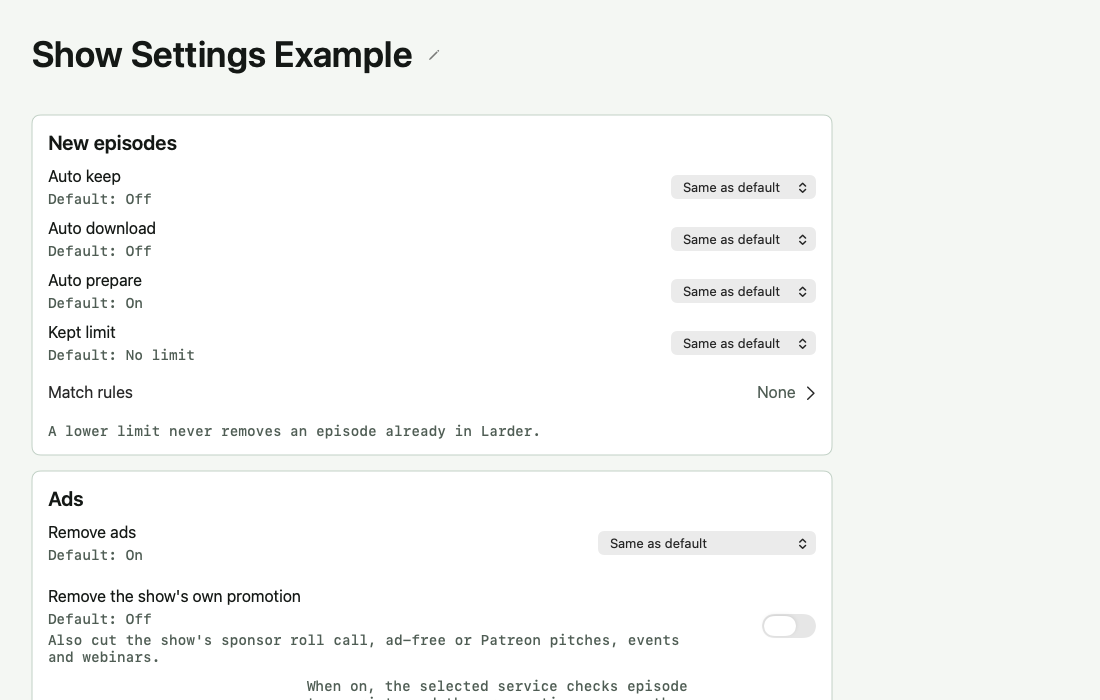 Show Settings Example
New episodes
Auto keep
Default: Off
Same as default
Auto download
Default: Off
Same as default
Auto prepare
Default: On
Same as default
Kept limit
Default: No limit
Same as default
Match rules
None
A lower limit never removes an episode already in Larder.
Ads
Remove ads
Default: On
Same as default
Remove the show's own promotion
Default: Off
Also cut the show's sponsor roll call, ad-free or Patreon pitches, events
and webinars.
When on, the selected service checks episode